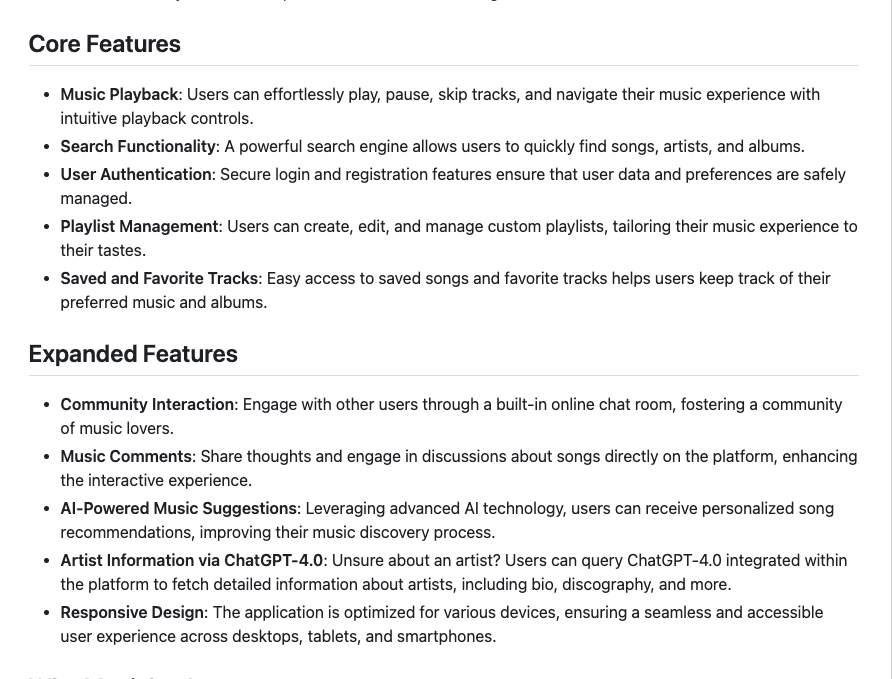 Core Features
Music Playback: Users can effortlessly play, pause, skip tracks, and navigate their music experience with
intuitive playback controls.
Search Functionality: A powerful search engine allows users to quickly find songs, artists, and albums.
User Authentication: Secure login and registration features ensure that user data and preferences are safely
managed.
Playlist Management: Users can create, edit, and manage custom playlists, tailoring their music experience to
their tastes.
Saved and Favorite Tracks: Easy access to saved songs and favorite tracks helps users keep track of their
preferred music and albums.
Expanded Features
Community Interaction: Engage with other users through a built-in online chat room, fostering a community
of music lovers.
Music Comments: Share thoughts and engage in discussions about songs directly on the platform, enhancing
the interactive experience.
AI-Powered Music Suggestions: Leveraging advanced AI technology, users can receive personalized song
recommendations, improving their music discovery process.
Artist Information via ChatGPT-4.0: Unsure about an artist? Users can query ChatGPT-4.0 integrated within
the platform to fetch detailed information about artists, including bio, discography, and more.
Responsive Design: The application is optimized for various devices, ensuring a seamless and accessible
user experience across desktops, tablets, and smartphones.